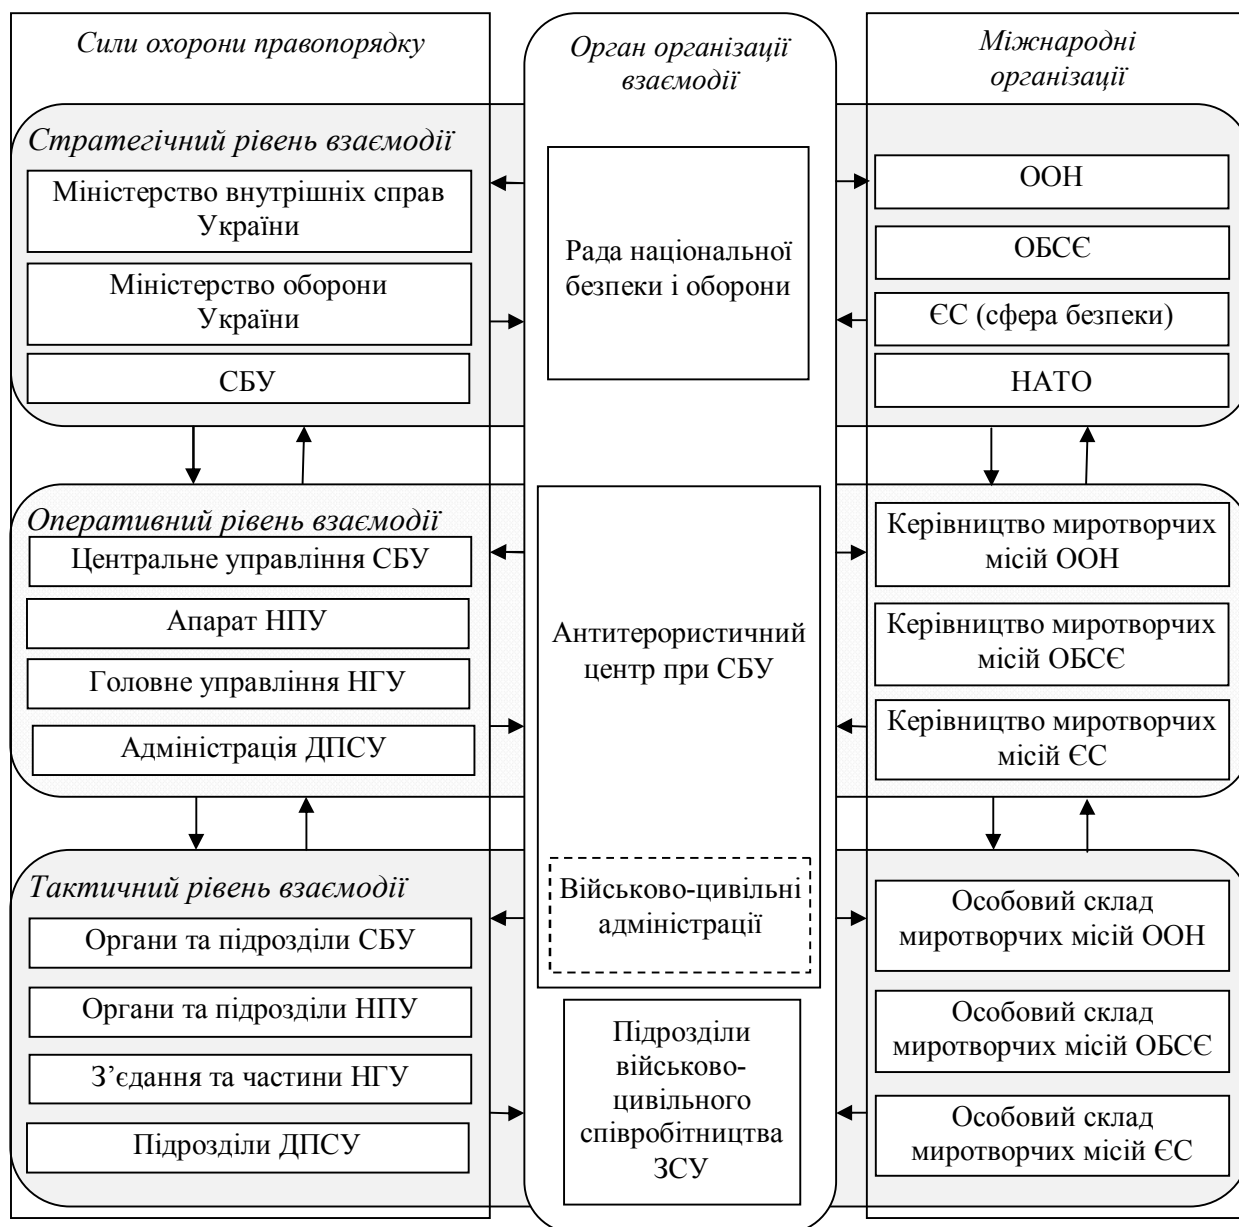 Сили охорони правопорядку
Орган організації
взаємодії
Міжнародні
організації
Стратегічний рівень взаємодії
Міністерство внутрішніх справ
України
Міністерство оборони
України
СБУ
Рада національної
безпеки і оборони
ООН
ОБСЄ
ЄС (сфера безпеки)
НАТО
Оперативний рівень взаємодії
Центральне управління СБУ
Апарат НПУ
Головне управління НГУ
Адміністрація ДПСУ
Антитерористичний
центр при СБУ
Керівництво миротворчих
місій ООН
Керівництво миротворчих
місій ОБСЄ
Керівництво миротворчих
місій ЄС
Тактичний рівень взаємодії
Органи та підрозділи СБУ
Органи та підрозділи НПУ
З’єдання та частини НГУ
Підрозділи ДПСУ
Військово-цивільні
адміністрації
Підрозділи
військово-
цивільного
співробітництва
ЗСУ
Особовий склад
миротворчих місій ООН
Особовий склад
миротворчих місій ОБСЄ
Особовий склад
миротворчих місій ЄС